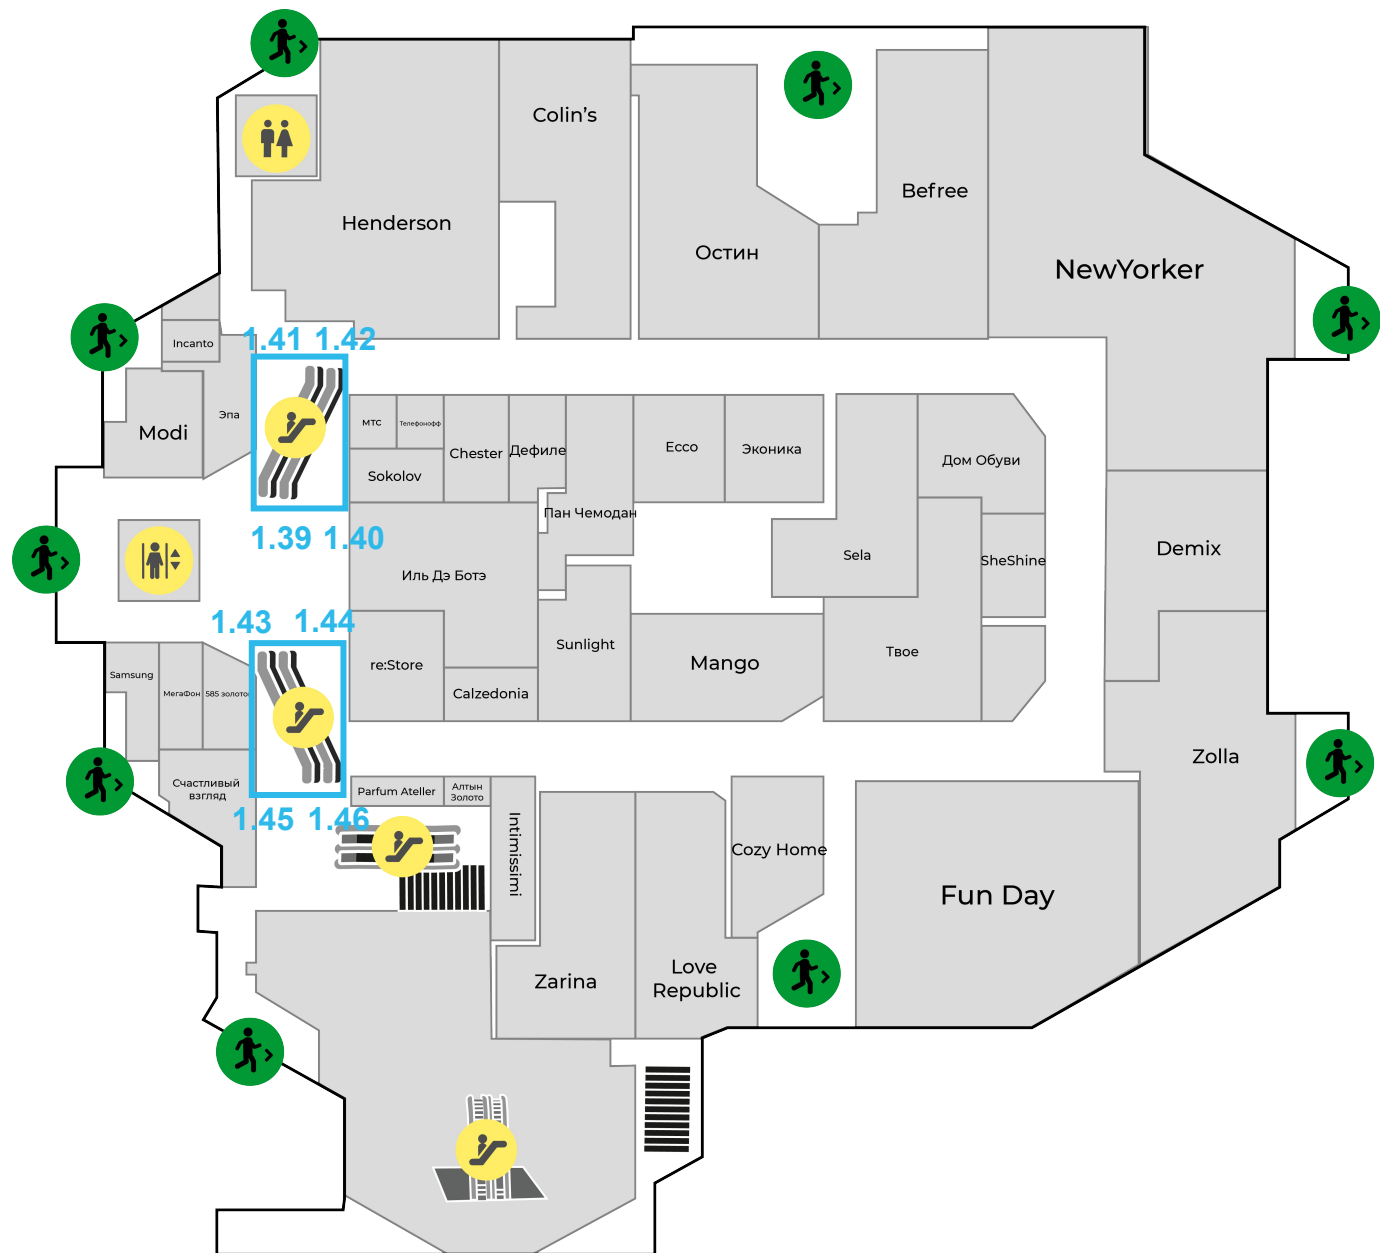 Colin’s
Befree
Henderson
Остин
NewYorker
1.41 1.42
Incanto
Эпа
Modi
мтс
Телефонофф
Chester
Дефиле
Ecco
Эконика
Дом Обуви
Sokolov
Пан Чемодан
1.39 1.40
Demix
Sela
SheShine
Иль Дэ Ботэ
1.43 1.44
Sunlight
Твое
re:Store
Mango
Samsung
МегаФон
585 золото
Calzedonia
Zolla
Счастливый
взгляд
Parfum Ateller
Алтын
Золото
1.45 1.46
Intimissimi
Cozy Home
Fun Day
Zarina
Love
Republic